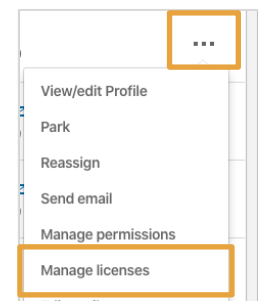 ...
View/edit Profile
Park
Reassign
Send email
Manage permissions
Manage licenses